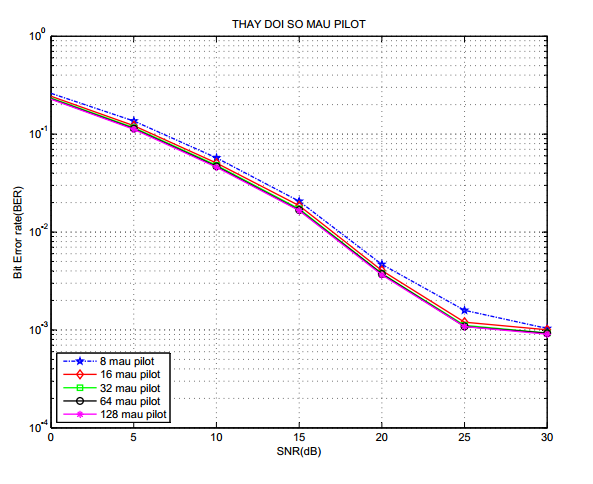 THAY DOI SO MAU PILOT
10^0
10^-1
10^-2
10^-3
10^-4
Bit Error rate(BER)
8 mau pilot
16 mau pilot
32 mau pilot
64 mau pilot
128 mau pilot
0 5 10 15 20 25 30
SNR(dB)